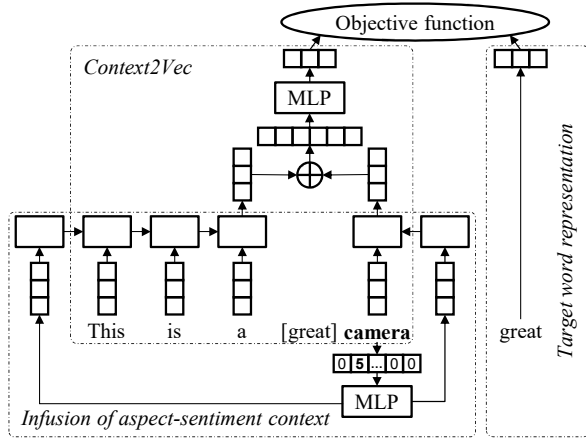 Objective function
Context2Vec
MLP
This is a [great] camera
great
Target word representation
0 5 ... 0 0
MLP
Infusion of aspect-sentiment context